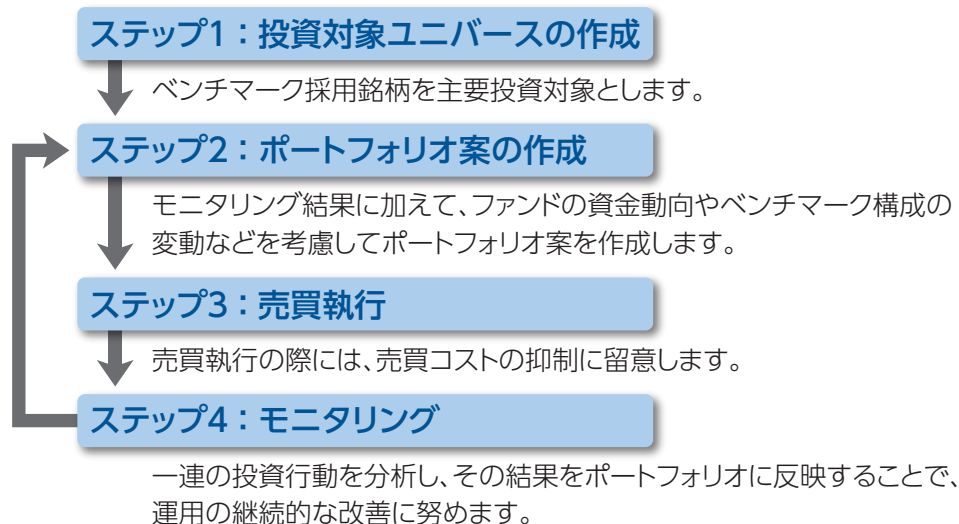 ステップ1：投資対象ユニバースの作成
ベンチマーク採用銘柄を主要投資対象とします。
ステップ2：ポートフォリオ案の作成
モニタリング結果に加えて、ファンドの資金動向やベンチマーク構成の
変動などを考慮してポートフォリオ案を作成します。
ステップ3：売買執行
売買執行の際には、売買コストの抑制に留意します。
ステップ4：モニタリング
一連の投資行動を分析し、その結果をポートフォリオに反映することで、
運用の継続的な改善に努めます。